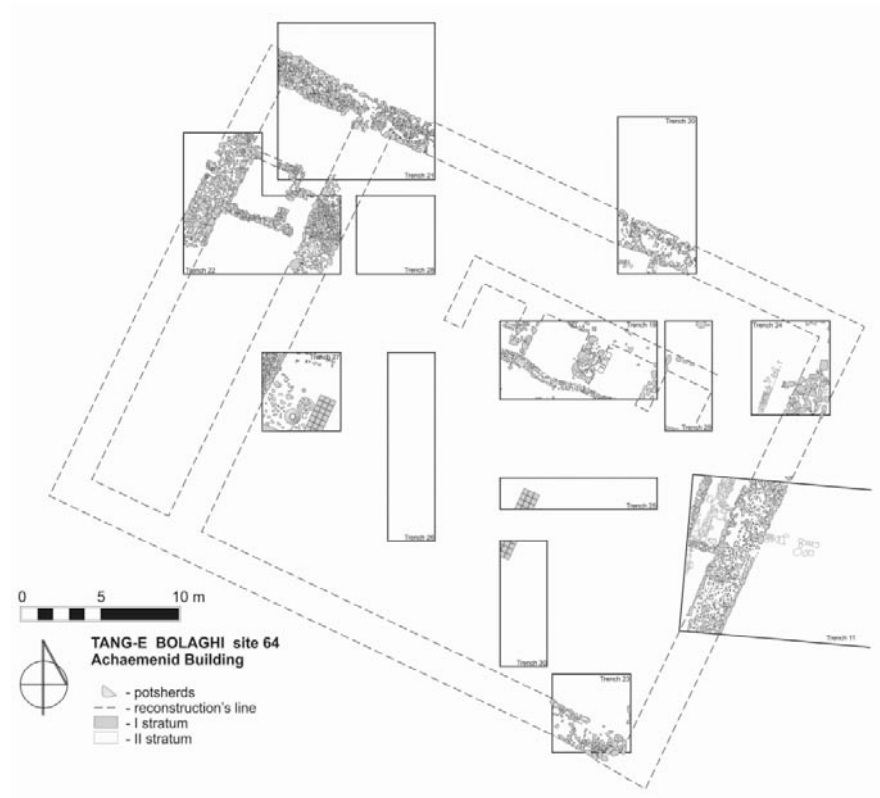 Trench 20
Trench 21
Trench 22
Trench 28
Trench 19
Trench 24
Trench 27
Trench 29
Trench 25
Trench 26
0 5 10 m
TANG-E BOLAGHI site 64
Achaemenid Building
- potsherds
- reconstruction's line
- I stratum
- II stratum
Trench 11
Trench 30
Trench 23